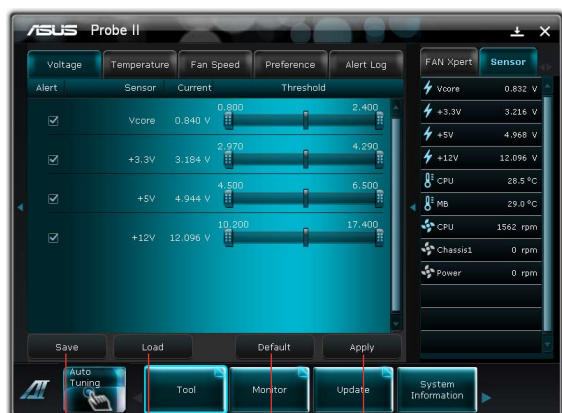 ASUS Probe II
Voltage Temperature Fan Speed Preference Alert Log
Alert Sensor Current Threshold
Vcore 0.840 V 0.800 2.400
+3.3V 3.184 V 2.970 4.290
+5V 4.944 V 4.500 6.500
+12V 12.096 V 10.200 17.400
Save Load Default Apply
FAN Xpert Sensor
Vcore 0.832 V
+3.3V 3.216 V
+5V 4.968 V
+12V 12.096 V
CPU 28.5 °C
MB 29.0 °C
CPU 1562 rpm
Chassis1 0 rpm
Power 0 rpm
AII
Auto
Tuning
Tool
Monitor
Update
System
Information